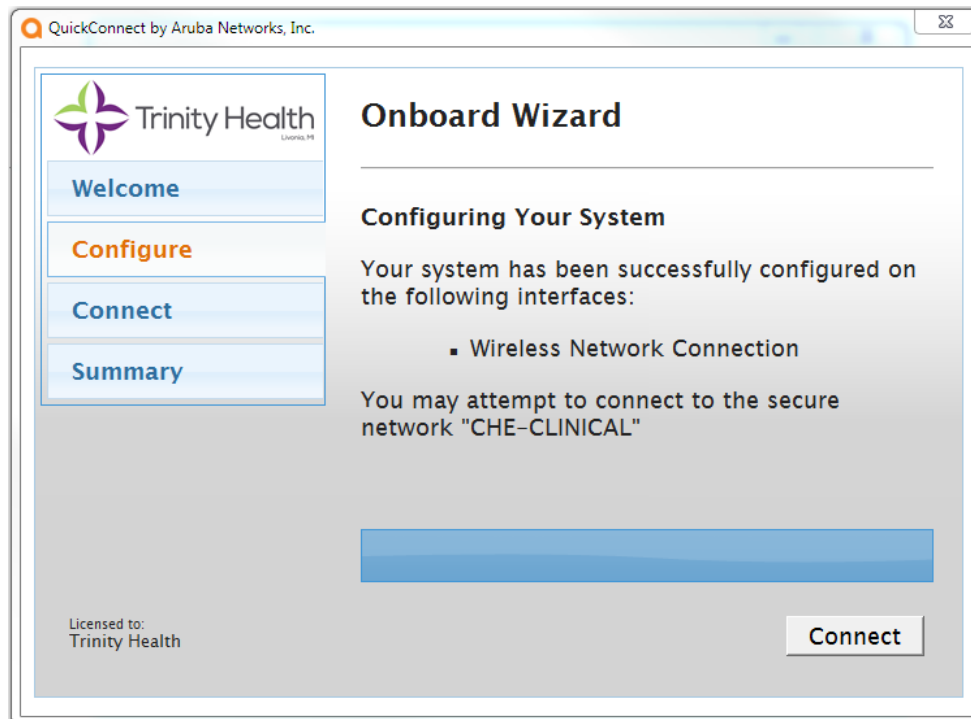 QuickConnect by Aruba Networks, Inc.
Trinity Health
Livonia, MI
Welcome
Configure
Connect
Summary
Onboard Wizard
Configuring Your System
Your system has been successfully configured on
the following interfaces:
▪ Wireless Network Connection
You may attempt to connect to the secure
network "CHE-CLINICAL"
Licensed to:
Trinity Health
Connect